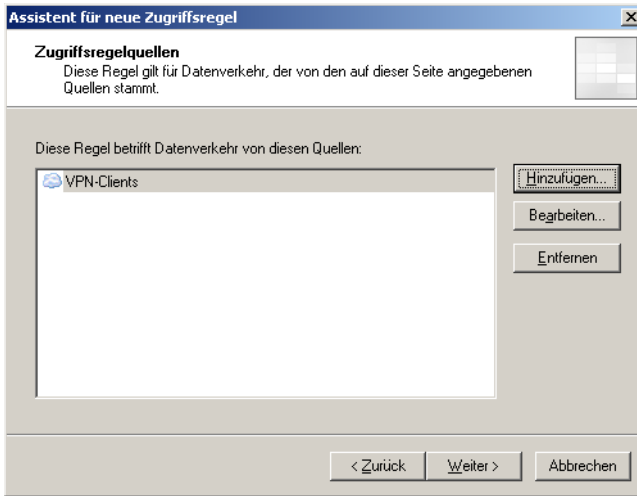 Assistent für neue Zugriffsregel
Zugriffsregelquellen
Diese Regel gilt für Datenverkehr, der von den auf dieser Seite angegebenen
Quellen stammt.
Diese Regel betrifft Datenverkehr von diesen Quellen:
VPN-Clients
Hinzufügen...
Bearbeiten...
Entfernen
< Zurück
Weiter >
Abbrechen